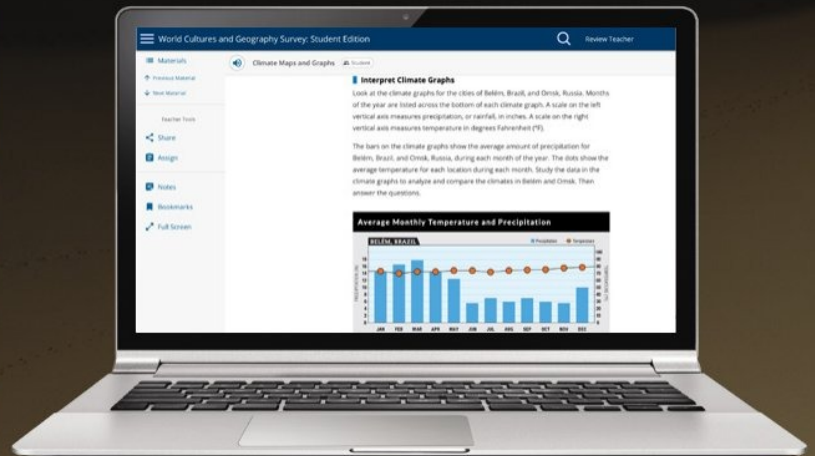 World Cultures and Geography Survey: Student Edition
Review Teacher
Materials
Previous Material
Next Material
Teacher Tools
Share
Assign
Notes
Bookmarks
Full Screen
Climate Maps and Graphs
Student
Interpret Climate Graphs
Look at the climate graphs for the cities of Belém, Brazil, and Omsk, Russia. Months
of the year are listed across the bottom of each climate graph. A scale on the left
vertical axis measures precipitation, or rainfall, in inches. A scale on the right
vertical axis measures temperature in degrees Fahrenheit (°F).
The bars on the climate graphs show the average amount of precipitation for
Belém, Brazil, and Omsk, Russia, during each month of the year. The dots show the
average temperature for each location during each month. Study the data in the
climate graphs to analyze and compare the climates in Belém and Omsk. Then
answer the questions.
Average Monthly Temperature and Precipitation
BELÉM, BRAZIL
Precipitation
Temperature
JAN FEB MAR APR MAY JUN JUL AUG SEP OCT NOV DEC